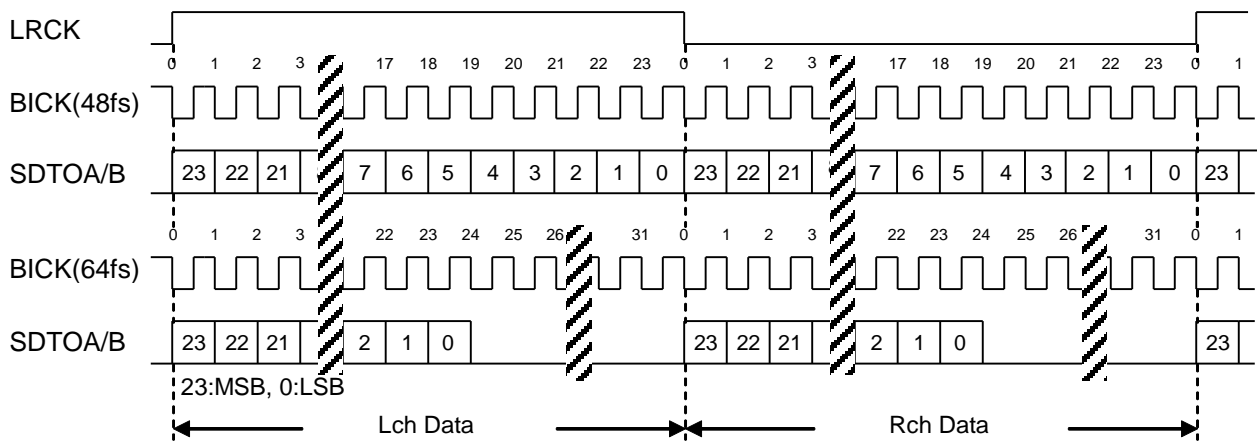 LRCK
0 1 2 3 17 18 19 20 21 22 23 0 1 2 3 17 18 19 20 21 22 23 0 1
BICK(48fs)
SDTOA/B 23 22 21 7 6 5 4 3 2 1 0 23 22 21 7 6 5 4 3 2 1 0 23
0 1 2 3 22 23 24 25 26 31 0 1 2 3 22 23 24 25 26 31 0 1
BICK(64fs)
SDTOA/B 23 22 21 2 1 0 23 22 21 2 1 0 23
23:MSB, 0:LSB
Lch Data Rch Data